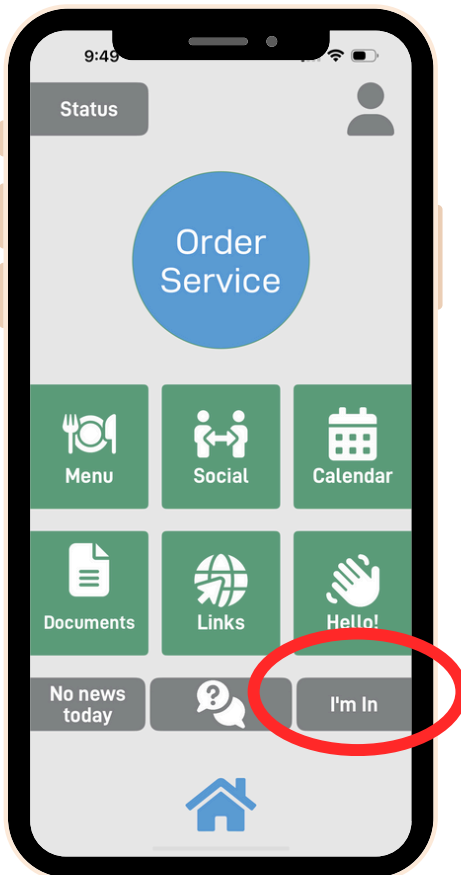 9:49
Status
Order
Service
Menu
Social
Calendar
Documents
Links
Hello!
No news
today
?
I'm In